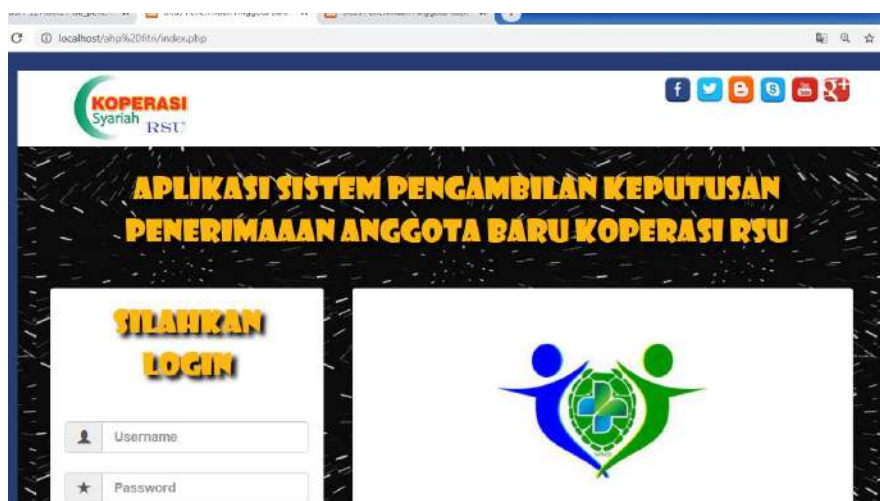 localhost/ahp%20fitri/index.php
KOPERASI
Syariah RSU
APLIKASI SISTEM PENGAMBILAN KEPUTUSAN
PENERIMAAAN ANGGOTA BARU KOPERASI RSU
SILAHKAN
LOGIN
Username
Password